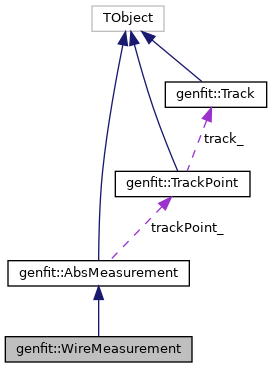 TObject
genfit::Track
track_
genfit::TrackPoint
trackPoint_
genfit::AbsMeasurement
genfit::WireMeasurement